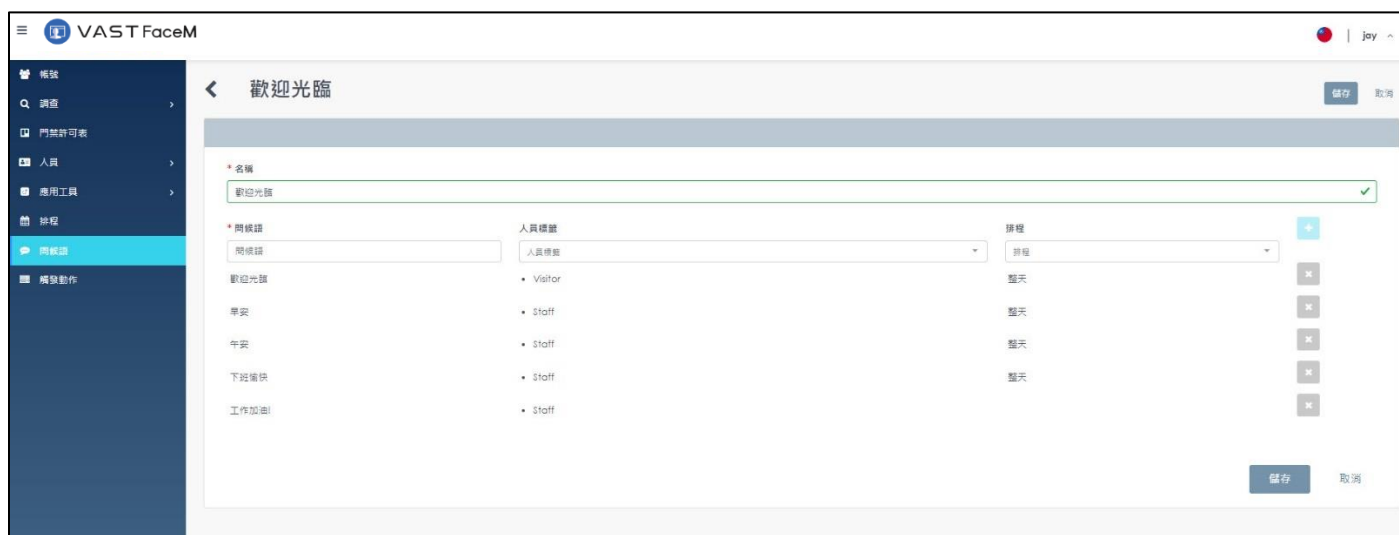 VAST FaceM
jay
帳號
調查
門禁許可表
人員
應用工具
排程
問候語
觸發動作
歡迎光臨
儲存 取消
* 名稱
歡迎光臨
* 問候語 人員標籤 排程
問候語 人員標籤 排程
歡迎光臨 • Visitor 整天
早安 • Staff 整天
午安 • Staff 整天
下班愉快 • Staff 整天
工作加油! • Staff
儲存 取消